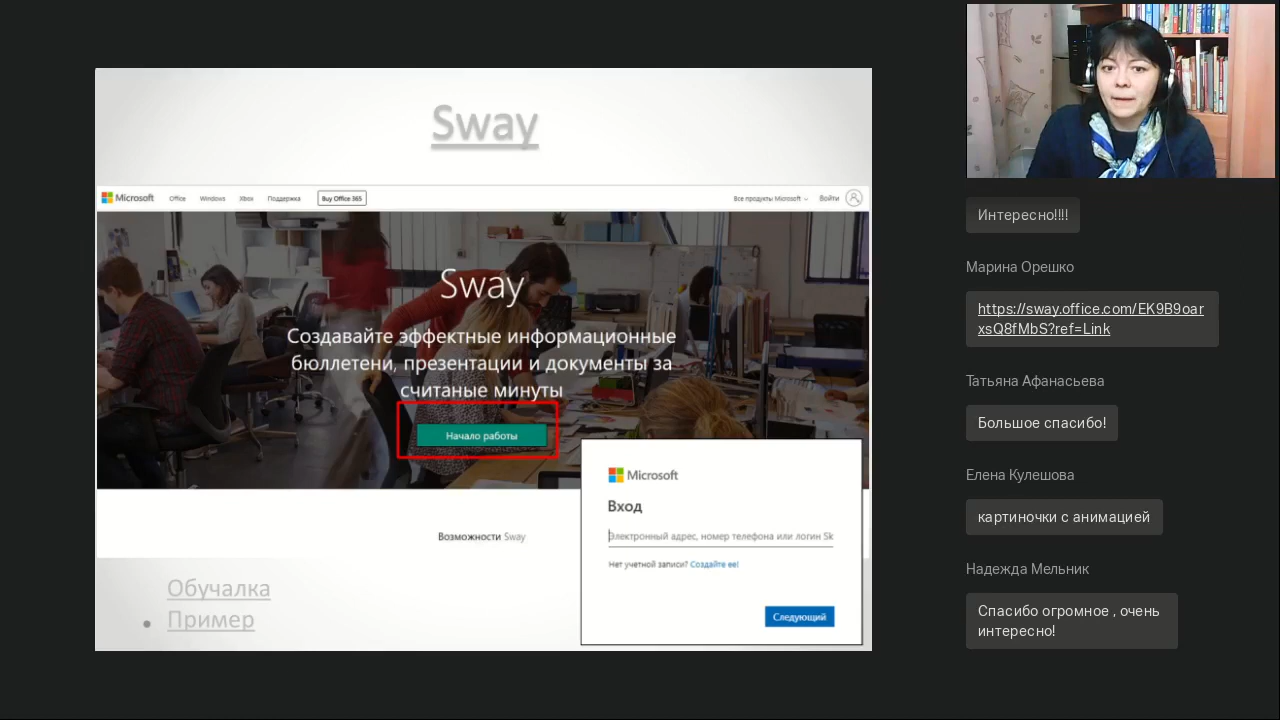 Sway
Microsoft Office Windows Xbox Поддержка Buy Office 365 Все продукты Microsoft Войти
Sway
Создавайте эффектные информационные
бюллетени, презентации и документы за
считаные минуты
Начало работы
Возможности Sway
Microsoft
Вход
Электронный адрес, номер телефона или логин Sk
Нет учетной записи? Создайте ее!
Следующий
Обучалка
• Пример
Интересно!!!!
Марина Орешко
https://sway.office.com/EK9B9oar
xsQ8fMbS?ref=Link
Татьяна Афанасьева
Большое спасибо!
Елена Кулешова
картиночки с анимацией
Надежда Мельник
Спасибо огромное , очень
интересно!